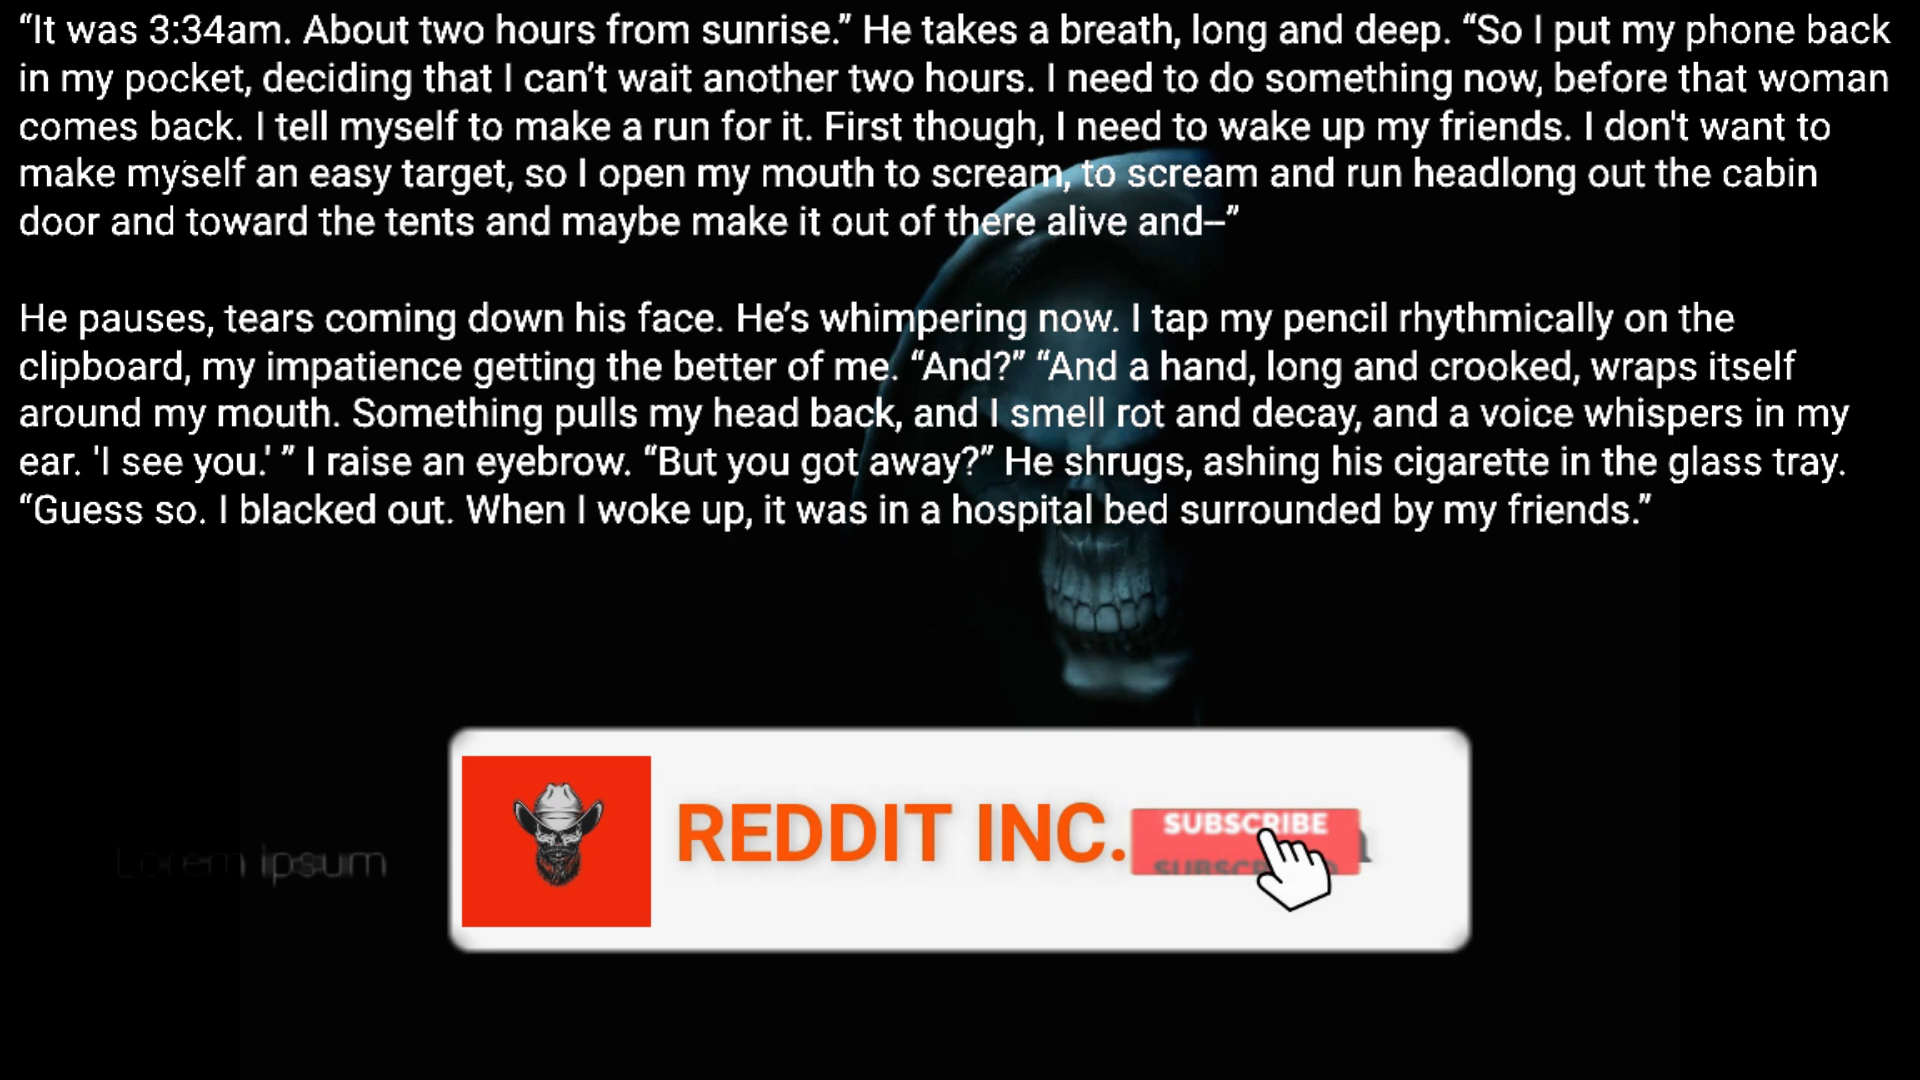 “It was 3:34am. About two hours from sunrise.” He takes a breath, long and deep. “So I put my phone back
in my pocket, deciding that I can’t wait another two hours. I need to do something now, before that woman
comes back. I tell myself to make a run for it. First though, I need to wake up my friends. I don't want to
make myself an easy target, so I open my mouth to scream, to scream and run headlong out the cabin
door and toward the tents and maybe make it out of there alive and–”
He pauses, tears coming down his face. He’s whimpering now. I tap my pencil rhythmically on the
clipboard, my impatience getting the better of me. “And?” “And a hand, long and crooked, wraps itself
around my mouth. Something pulls my head back, and I smell rot and decay, and a voice whispers in my
ear. 'I see you.' ” I raise an eyebrow. “But you got away?” He shrugs, ashing his cigarette in the glass tray.
“Guess so. I blacked out. When I woke up, it was in a hospital bed surrounded by my friends.”
REDDIT INC.
SUBSCRIBE
Lorem ipsum